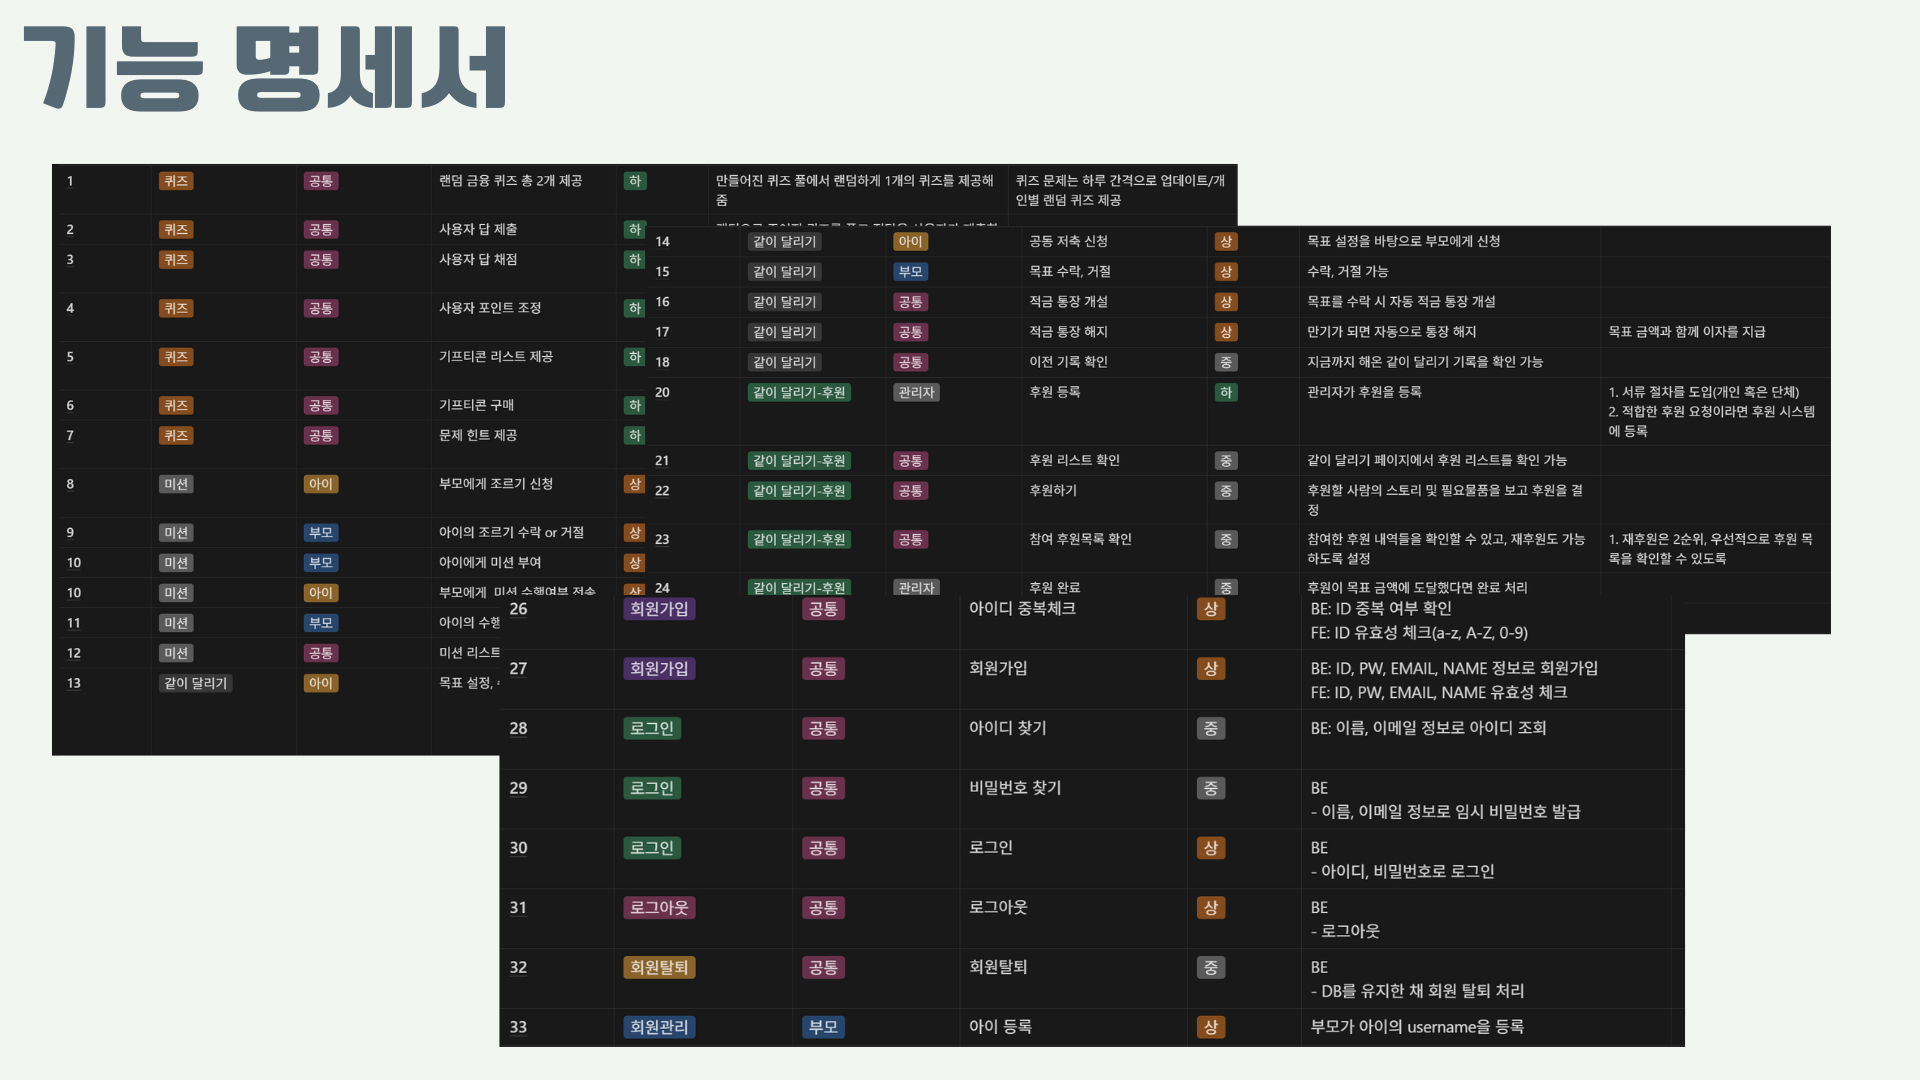 기능 명세서
1 퀴즈 공통 랜덤 금융 퀴즈 총 2개 제공 하 만들어진 퀴즈 풀에서 랜덤하게 1개의 퀴즈를 제공해 퀴즈 문제는 하루 간격으로 업데이트/개
줌 인별 랜덤 퀴즈 제공
2 퀴즈 공통 사용자 답 제출 하
3 퀴즈 공통 사용자 답 채점 하
4 퀴즈 공통 사용자 포인트 조정 하
5 퀴즈 공통 기프티콘 리스트 제공 하
6 퀴즈 공통 기프티콘 구매 하
7 퀴즈 공통 문제 힌트 제공 하
8 미션 아이 부모에게 조르기 신청 상
9 미션 부모 아이의 조르기 수락 or 거절 상
10 미션 부모 아이에게 미션 부여 상
10 미션 아이 부모에게 미션 수행여부 전송 상
11 미션 부모 아이의 수행
12 미션 공통 미션 리스트
13 같이 달리기 아이 목표 설정,
14 같이 달리기 아이 공동 저축 신청 상 목표 설정을 바탕으로 부모에게 신청
15 같이 달리기 부모 목표 수락, 거절 상 수락, 거절 가능
16 같이 달리기 공통 적금 통장 개설 상 목표를 수락 시 자동 적금 통장 개설
17 같이 달리기 공통 적금 통장 해지 상 만기가 되면 자동으로 통장 해지 목표 금액과 함께 이자를 지급
18 같이 달리기 공통 이전 기록 확인 중 지금까지 해온 같이 달리기 기록을 확인 가능
20 같이 달리기-후원 관리자 후원 등록 하 관리자가 후원을 등록 1. 서류 절차를 도입(개인 혹은 단체)
2. 적합한 후원 요청이라면 후원 시스템
에 등록
21 같이 달리기-후원 공통 후원 리스트 확인 중 같이 달리기 페이지에서 후원 리스트를 확인 가능
22 같이 달리기-후원 공통 후원하기 중 후원할 사람의 스토리 및 필요물품을 보고 후원을 결
정
23 같이 달리기-후원 공통 참여 후원목록 확인 중 참여한 후원 내역들을 확인할 수 있고, 재후원도 가능 1. 재후원은 2순위, 우선적으로 후원 목
하도록 설정 록을 확인할 수 있도록
24 같이 달리기-후원 관리자 후원 완료 중 후원이 목표 금액에 도달했다면 완료 처리
26 회원가입 공통 아이디 중복체크 상 BE: ID 중복 여부 확인
FE: ID 유효성 체크(a-z, A-Z, 0-9)
27 회원가입 공통 회원가입 상 BE: ID, PW, EMAIL, NAME 정보로 회원가입
FE: ID, PW, EMAIL, NAME 유효성 체크
28 로그인 공통 아이디 찾기 중 BE: 이름, 이메일 정보로 아이디 조회
29 로그인 공통 비밀번호 찾기 중 BE
- 이름, 이메일 정보로 임시 비밀번호 발급
30 로그인 공통 로그인 상 BE
- 아이디, 비밀번호로 로그인
31 로그아웃 공통 로그아웃 상 BE
- 로그아웃
32 회원탈퇴 공통 회원탈퇴 중 BE
- DB를 유지한 채 회원 탈퇴 처리
33 회원관리 부모 아이 등록 상 부모가 아이의 username을 등록